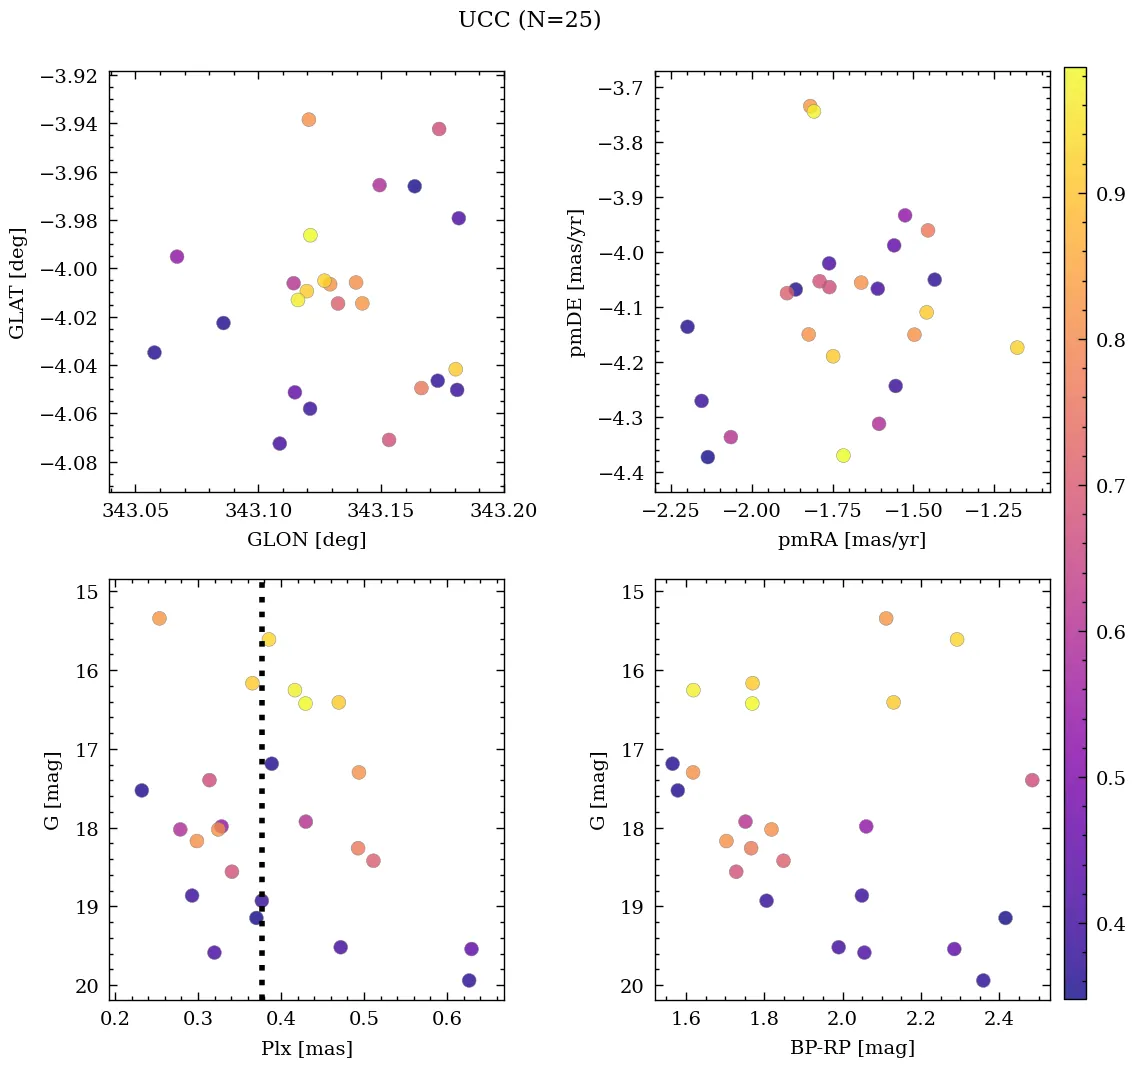 UCC (N=25)
−3.92
−3.94
−3.96
−3.98
−4.00
−4.02
−4.04
−4.06
−4.08
GLAT [deg]
343.05 343.10 343.15 343.20
GLON [deg]
−3.7
−3.8
−3.9
−4.0
−4.1
−4.2
−4.3
−4.4
pmDE [mas/yr]
−2.25 −2.00 −1.75 −1.50 −1.25
pmRA [mas/yr]
15
16
17
18
19
20
G [mag]
0.2 0.3 0.4 0.5 0.6
Plx [mas]
15
16
17
18
19
20
G [mag]
1.6 1.8 2.0 2.2 2.4
BP-RP [mag]
0.9
0.8
0.7
0.6
0.5
0.4